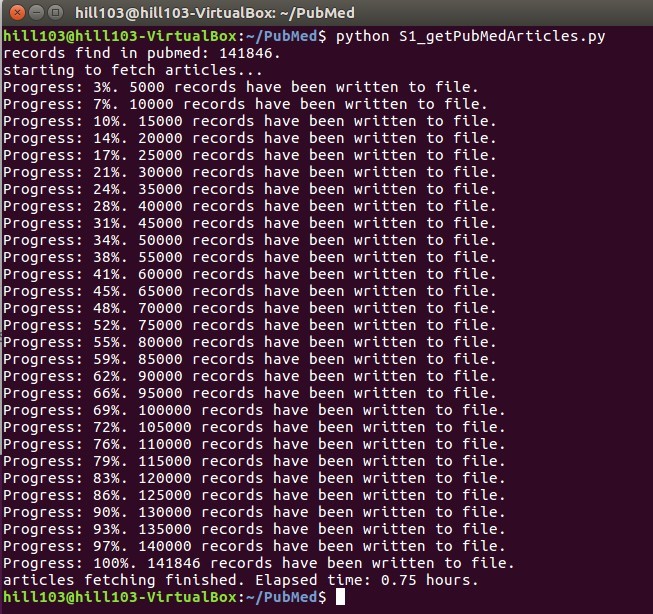 hill103@hill103-VirtualBox: ~/PubMed
hill103@hill103-VirtualBox:~/PubMed$ python S1_getPubMedArticles.py
records find in pubmed: 141846.
starting to fetch articles...
Progress: 3%. 5000 records have been written to file.
Progress: 7%. 10000 records have been written to file.
Progress: 10%. 15000 records have been written to file.
Progress: 14%. 20000 records have been written to file.
Progress: 17%. 25000 records have been written to file.
Progress: 21%. 30000 records have been written to file.
Progress: 24%. 35000 records have been written to file.
Progress: 28%. 40000 records have been written to file.
Progress: 31%. 45000 records have been written to file.
Progress: 34%. 50000 records have been written to file.
Progress: 38%. 55000 records have been written to file.
Progress: 41%. 60000 records have been written to file.
Progress: 45%. 65000 records have been written to file.
Progress: 48%. 70000 records have been written to file.
Progress: 52%. 75000 records have been written to file.
Progress: 55%. 80000 records have been written to file.
Progress: 59%. 85000 records have been written to file.
Progress: 62%. 90000 records have been written to file.
Progress: 66%. 95000 records have been written to file.
Progress: 69%. 100000 records have been written to file.
Progress: 72%. 105000 records have been written to file.
Progress: 76%. 110000 records have been written to file.
Progress: 79%. 115000 records have been written to file.
Progress: 83%. 120000 records have been written to file.
Progress: 86%. 125000 records have been written to file.
Progress: 90%. 130000 records have been written to file.
Progress: 93%. 135000 records have been written to file.
Progress: 97%. 140000 records have been written to file.
Progress: 100%. 141846 records have been written to file.
articles fetching finished. Elapsed time: 0.75 hours.
hill103@hill103-VirtualBox:~/PubMed$